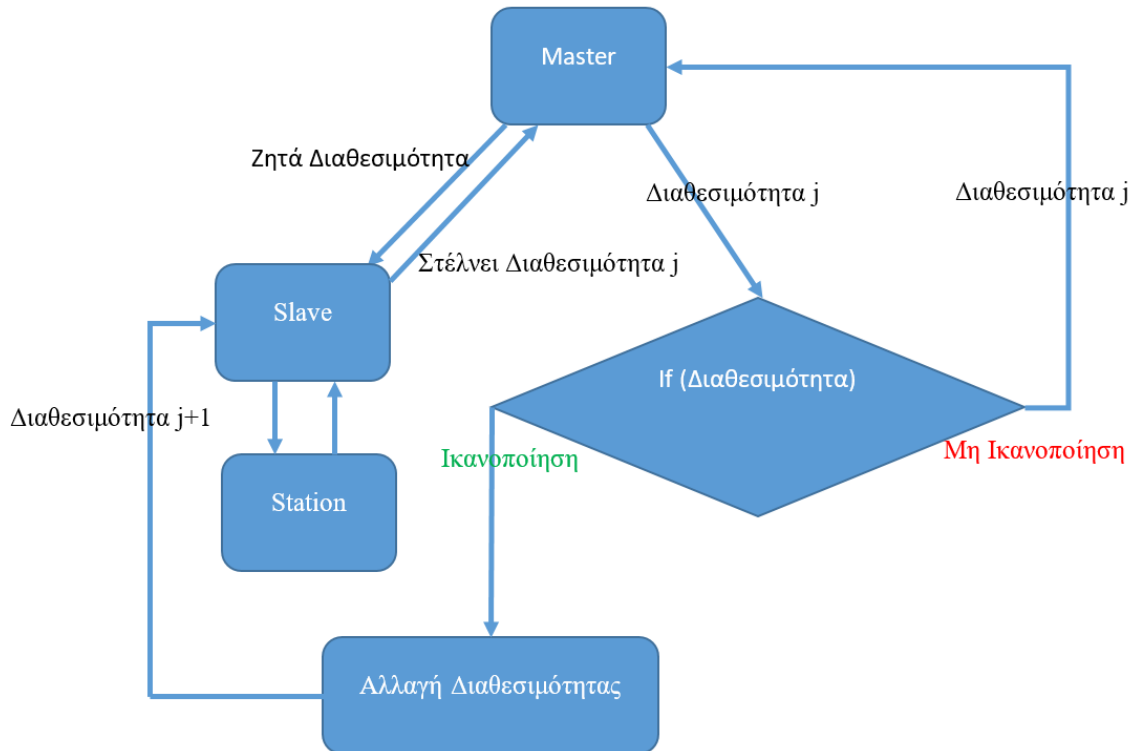 Master
Ζητά Διαθεσιμότητα
Διαθεσιμότητα j
Διαθεσιμότητα j
Στέλνει Διαθεσιμότητα j
Slave
If (Διαθεσιμότητα)
Διαθεσιμότητα j+1
Ικανοποίηση
Μη Ικανοποίηση
Station
Αλλαγή Διαθεσιμότητας